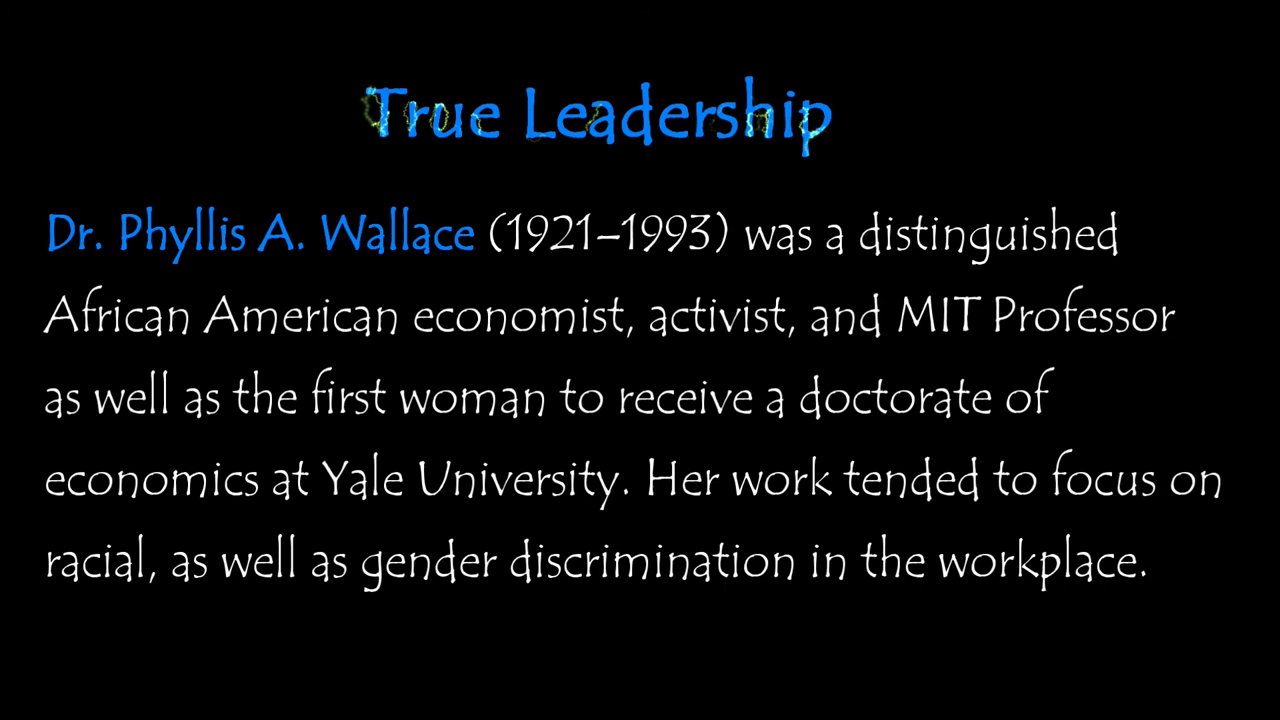 True Leadership
Dr. Phyllis A. Wallace (1921–1993) was a distinguished
African American economist, activist, and MIT Professor
as well as the first woman to receive a doctorate of
economics at Yale University. Her work tended to focus on
racial, as well as gender discrimination in the workplace.